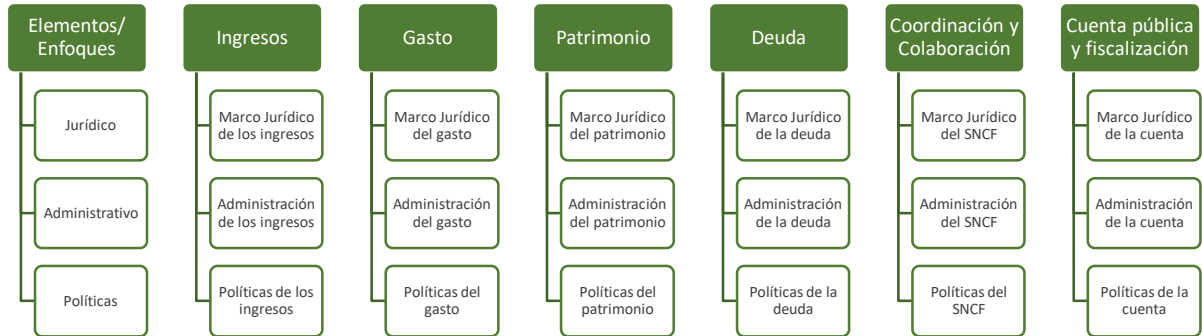 Elementos/
Enfoques
Jurídico
Administrativo
Políticas
Ingresos
Marco Jurídico
de los ingresos
Administración
de los ingresos
Políticas de los
ingresos
Gasto
Marco Jurídico
del gasto
Administración
del gasto
Políticas del
gasto
Patrimonio
Marco Jurídico
del patrimonio
Administración
del patrimonio
Políticas del
patrimonio
Deuda
Marco Jurídico
de la deuda
Administración
de la deuda
Políticas de la
deuda
Coordinación y
Colaboración
Marco Jurídico
del SNCF
Administración
del SNCF
Políticas del
SNCF
Cuenta pública
y fiscalización
Marco Jurídico
de la cuenta
Administración
de la cuenta
Políticas de la
cuenta